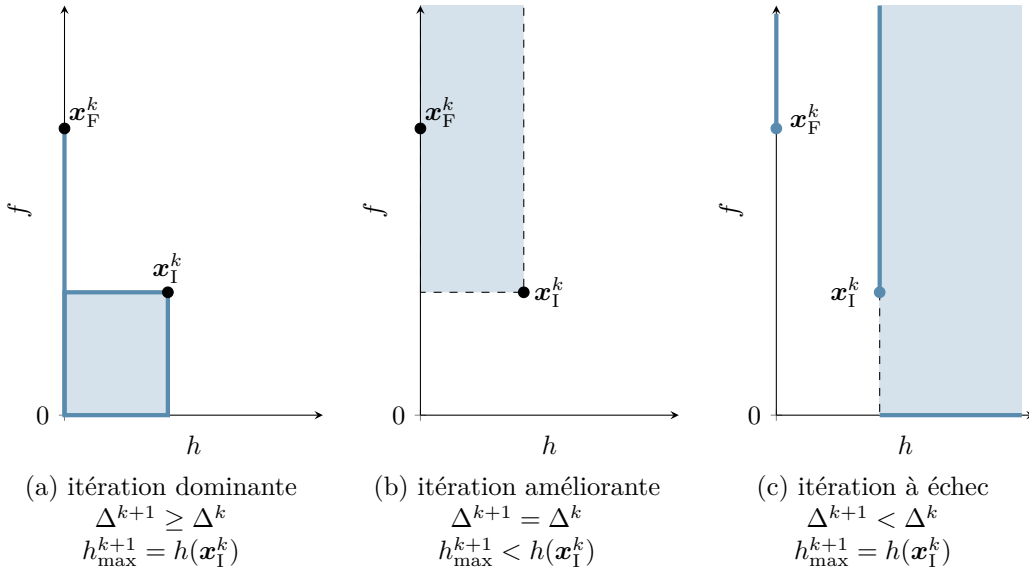 f
x_F^k
x_I^k
0
h
(a) itération dominante
Δ^{k+1} ≥ Δ^k
h_max^{k+1} = h(x_I^k)
f
x_F^k
x_I^k
0
h
(b) itération améliorante
Δ^{k+1} = Δ^k
h_max^{k+1} < h(x_I^k)
f
x_F^k
x_I^k
0
h
(c) itération à échec
Δ^{k+1} < Δ^k
h_max^{k+1} = h(x_I^k)